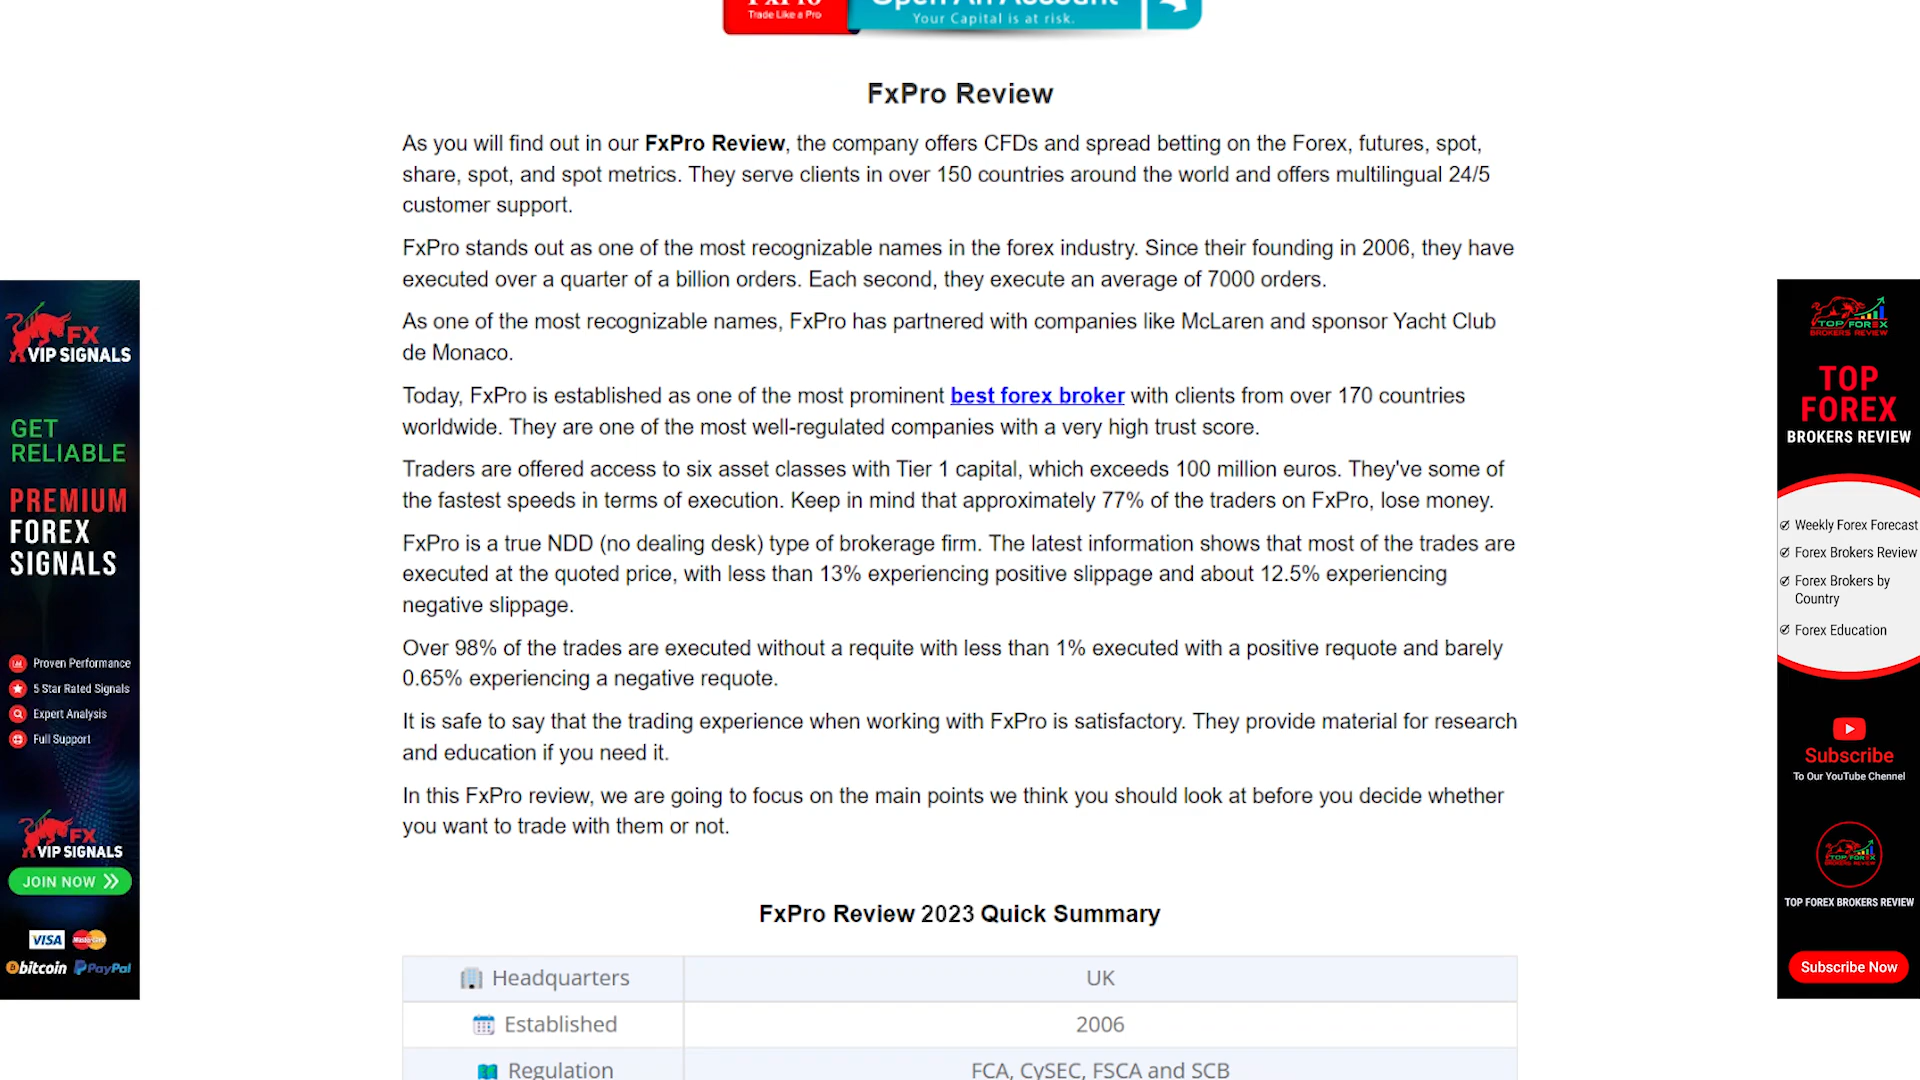 FxPro
Trade Like a Pro
Open An Account
Your Capital is at risk.
FxPro Review
As you will find out in our FxPro Review, the company offers CFDs and spread betting on the Forex, futures, spot,
share, spot, and spot metrics. They serve clients in over 150 countries around the world and offers multilingual 24/5
customer support.
FxPro stands out as one of the most recognizable names in the forex industry. Since their founding in 2006, they have
executed over a quarter of a billion orders. Each second, they execute an average of 7000 orders.
As one of the most recognizable names, FxPro has partnered with companies like McLaren and sponsor Yacht Club
de Monaco.
Today, FxPro is established as one of the most prominent best forex broker with clients from over 170 countries
worldwide. They are one of the most well-regulated companies with a very high trust score.
Traders are offered access to six asset classes with Tier 1 capital, which exceeds 100 million euros. They've some of
the fastest speeds in terms of execution. Keep in mind that approximately 77% of the traders on FxPro, lose money.
FxPro is a true NDD (no dealing desk) type of brokerage firm. The latest information shows that most of the trades are
executed at the quoted price, with less than 13% experiencing positive slippage and about 12.5% experiencing
negative slippage.
Over 98% of the trades are executed without a requite with less than 1% executed with a positive requote and barely
0.65% experiencing a negative requote.
It is safe to say that the trading experience when working with FxPro is satisfactory. They provide material for research
and education if you need it.
In this FxPro review, we are going to focus on the main points we think you should look at before you decide whether
you want to trade with them or not.
FxPro Review 2023 Quick Summary
Headquarters UK
Established 2006
Regulation FCA, CySEC, FSCA and SCB
FX
VIP SIGNALS
GET
RELIABLE
PREMIUM
FOREX
SIGNALS
Proven Performance
5 Star Rated Signals
Expert Analysis
Full Support
FX
VIP SIGNALS
JOIN NOW
VISA MasterCard
bitcoin PayPal
TOP FOREX
BROKERS REVIEW
TOP
FOREX
BROKERS REVIEW
Weekly Forex Forecast
Forex Brokers Review
Forex Brokers by
Country
Forex Education
Subscribe
To Our YouTube Chennel
TOP FOREX
BROKERS REVIEW
TOP FOREX BROKERS REVIEW
Subscribe Now